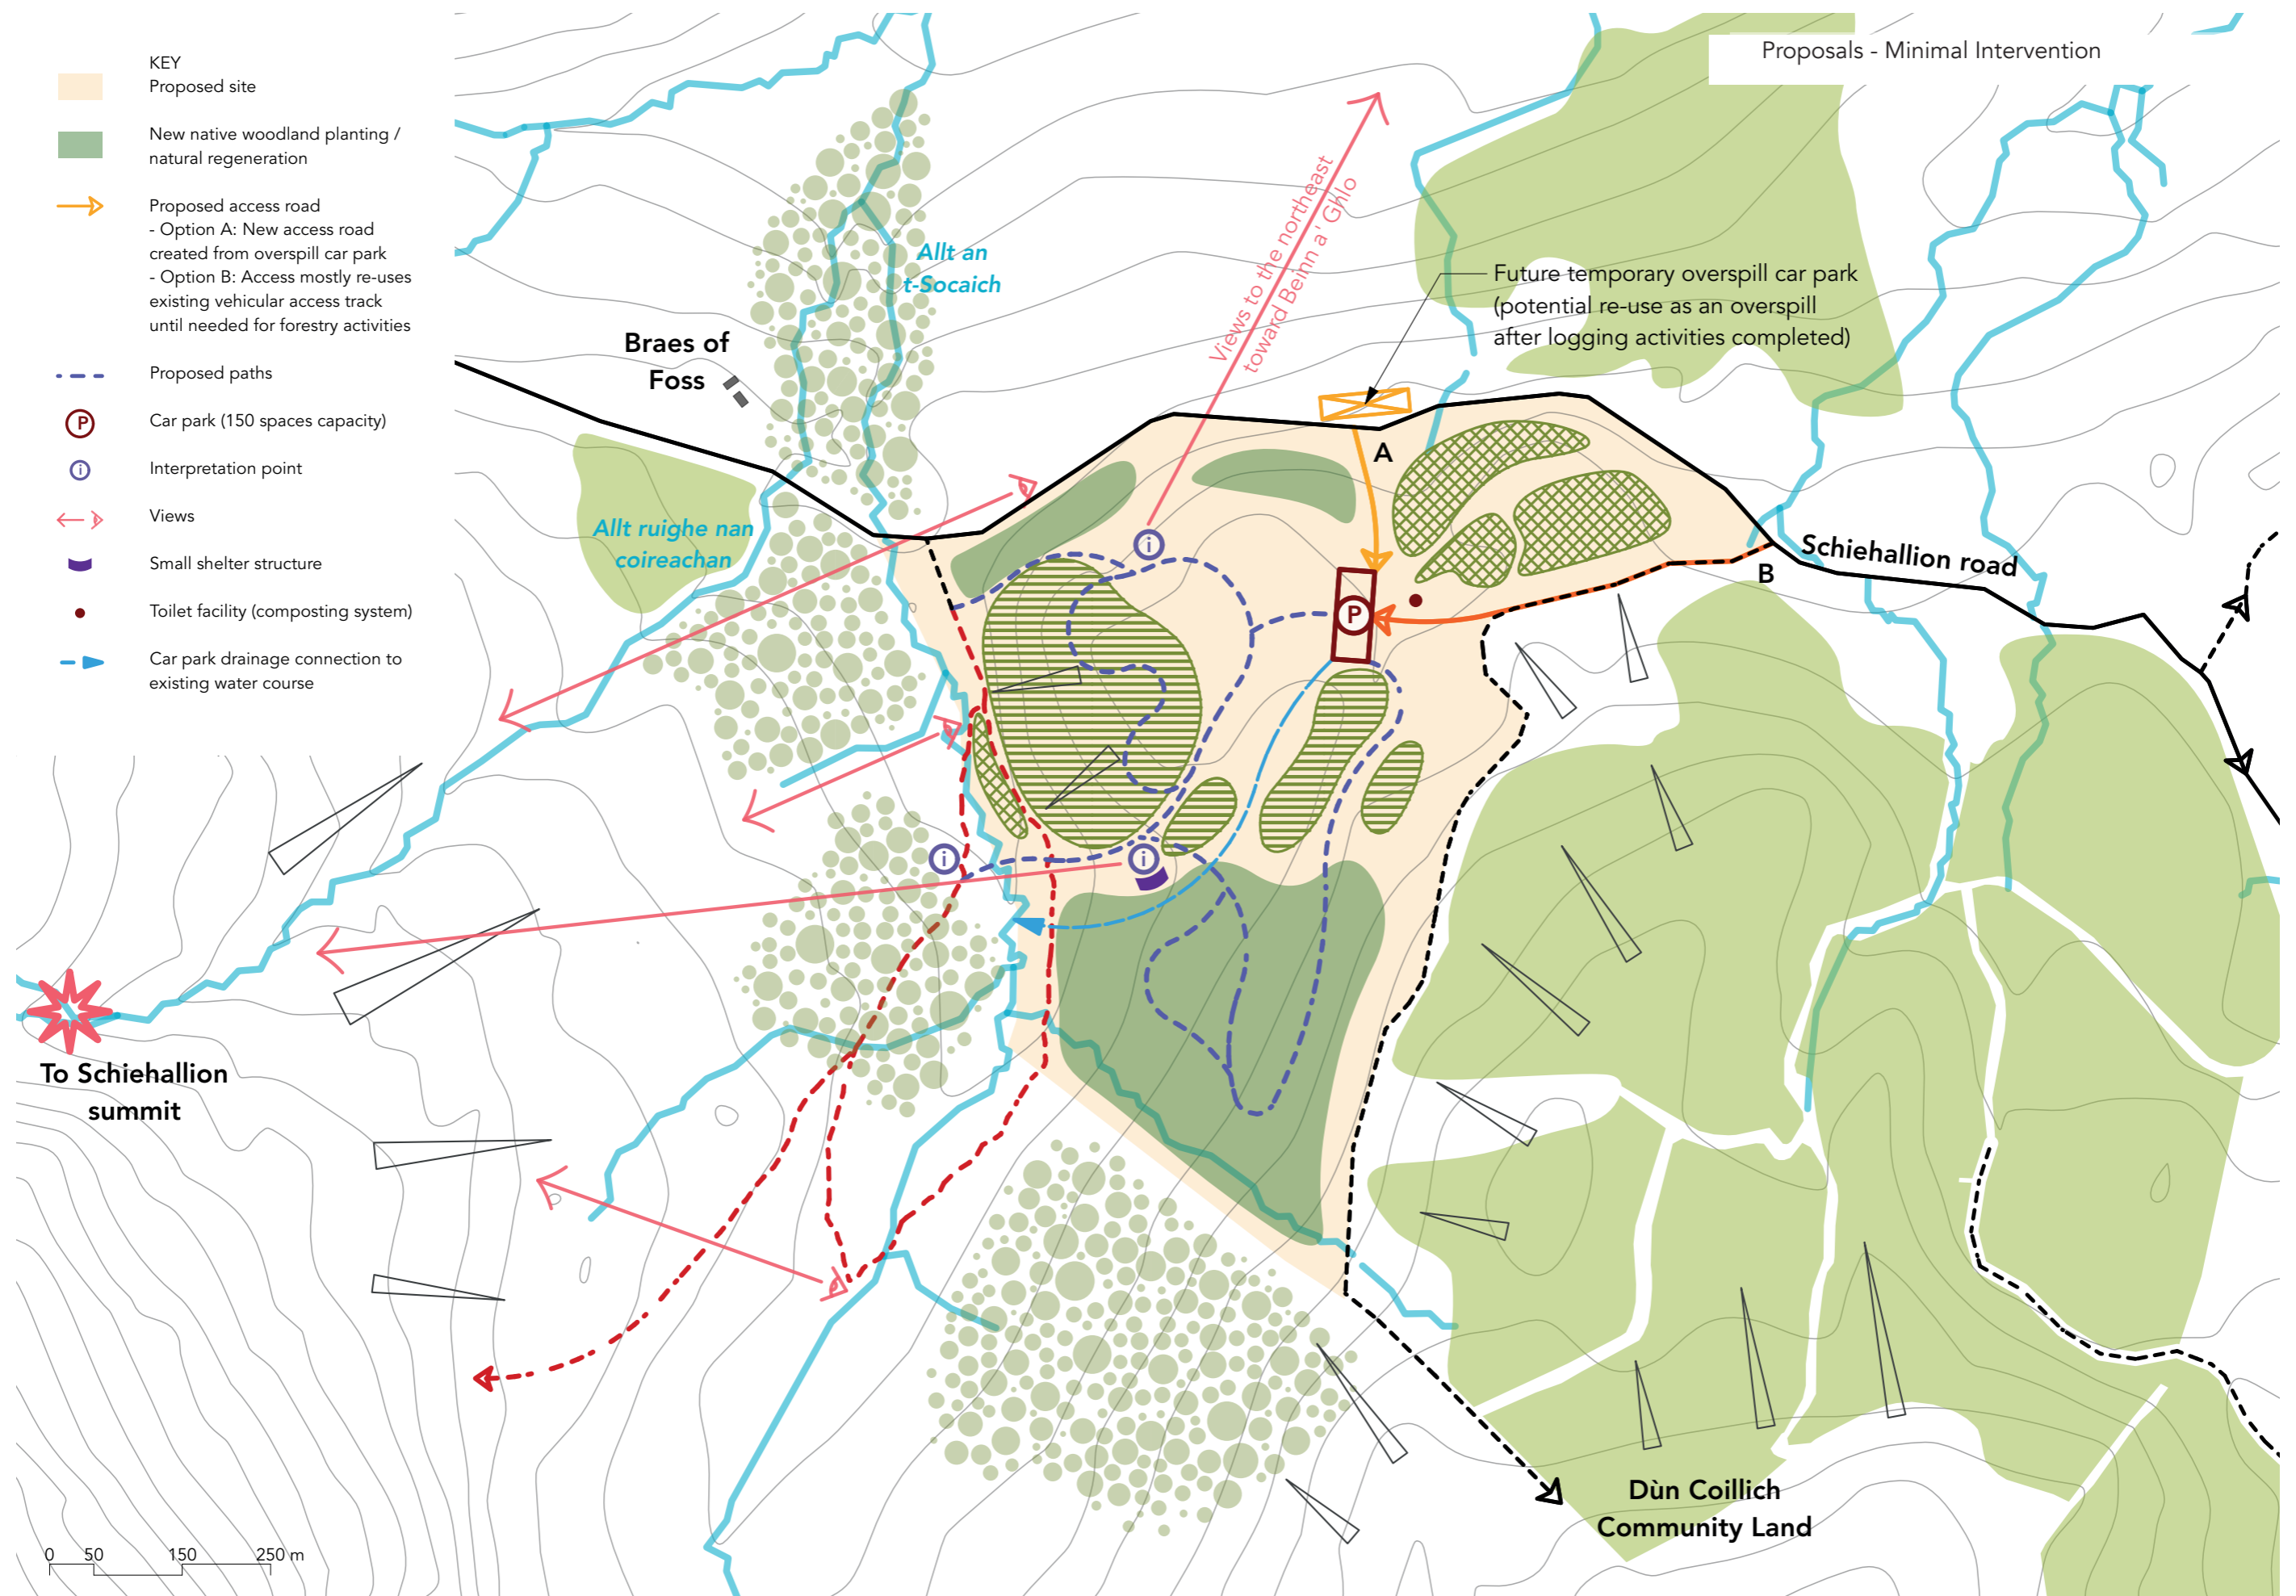 Proposals - Minimal Intervention
KEY
Proposed site
New native woodland planting /
natural regeneration
Proposed access road
- Option A: New access road
created from overspill car park
- Option B: Access mostly re-uses
existing vehicular access track
until needed for forestry activities
Proposed paths
P
Car park (150 spaces capacity)
i
Interpretation point
Views
Small shelter structure
Toilet facility (composting system)
Car park drainage connection to
existing water course
Views to the northeast
toward Beinn a' Ghlo
Allt an
t-Socaich
Future temporary overspill car park
(potential re-use as an overspill
after logging activities completed)
Braes of
Foss
A
Allt ruighe nan
coireachan
i
Schiehallion road
B
P
i
i
To Schiehallion
summit
Dùn Coillich
Community Land
0 50 150 250 m